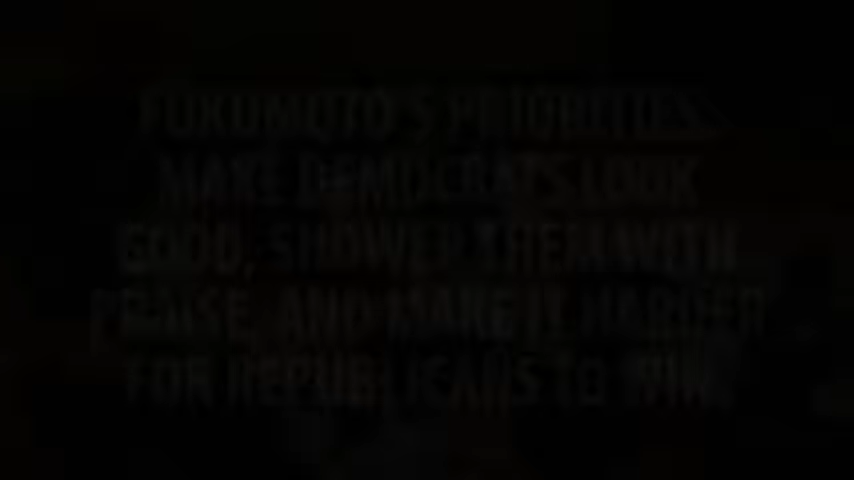 FUKUMOTO'S PRIORITIES:
MAKE DEMOCRATS LOOK
GOOD, SHOWER THEM WITH
PRAISE, AND MAKE IT HARDER
FOR REPUBLICANS TO WIN.